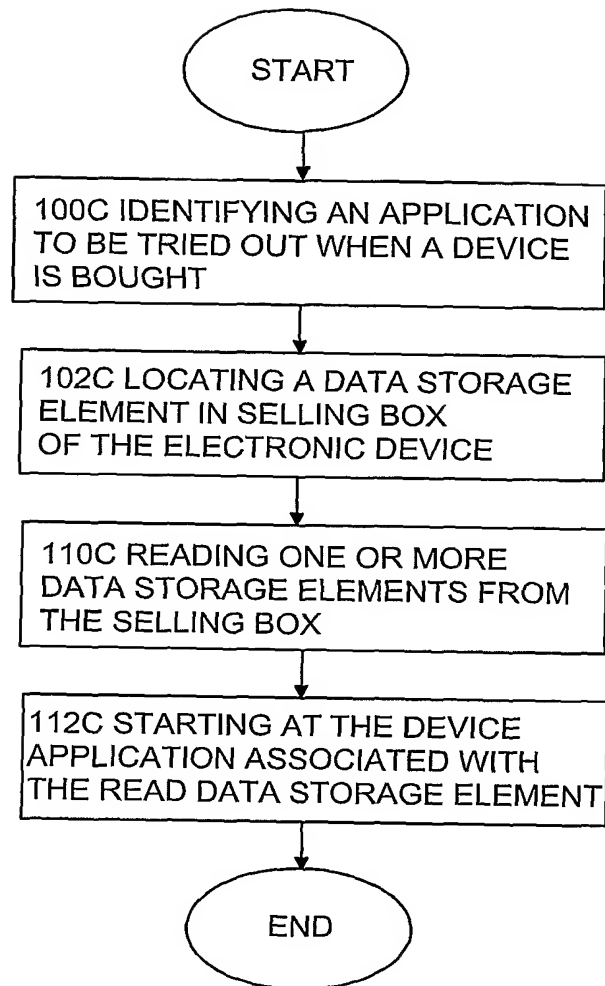 START
100C IDENTIFYING AN APPLICATION
TO BE TRIED OUT WHEN A DEVICE
IS BOUGHT
102C LOCATING A DATA STORAGE
ELEMENT IN SELLING BOX
OF THE ELECTRONIC DEVICE
110C READING ONE OR MORE
DATA STORAGE ELEMENTS FROM
THE SELLING BOX
112C STARTING AT THE DEVICE
APPLICATION ASSOCIATED WITH
THE READ DATA STORAGE ELEMENT
END